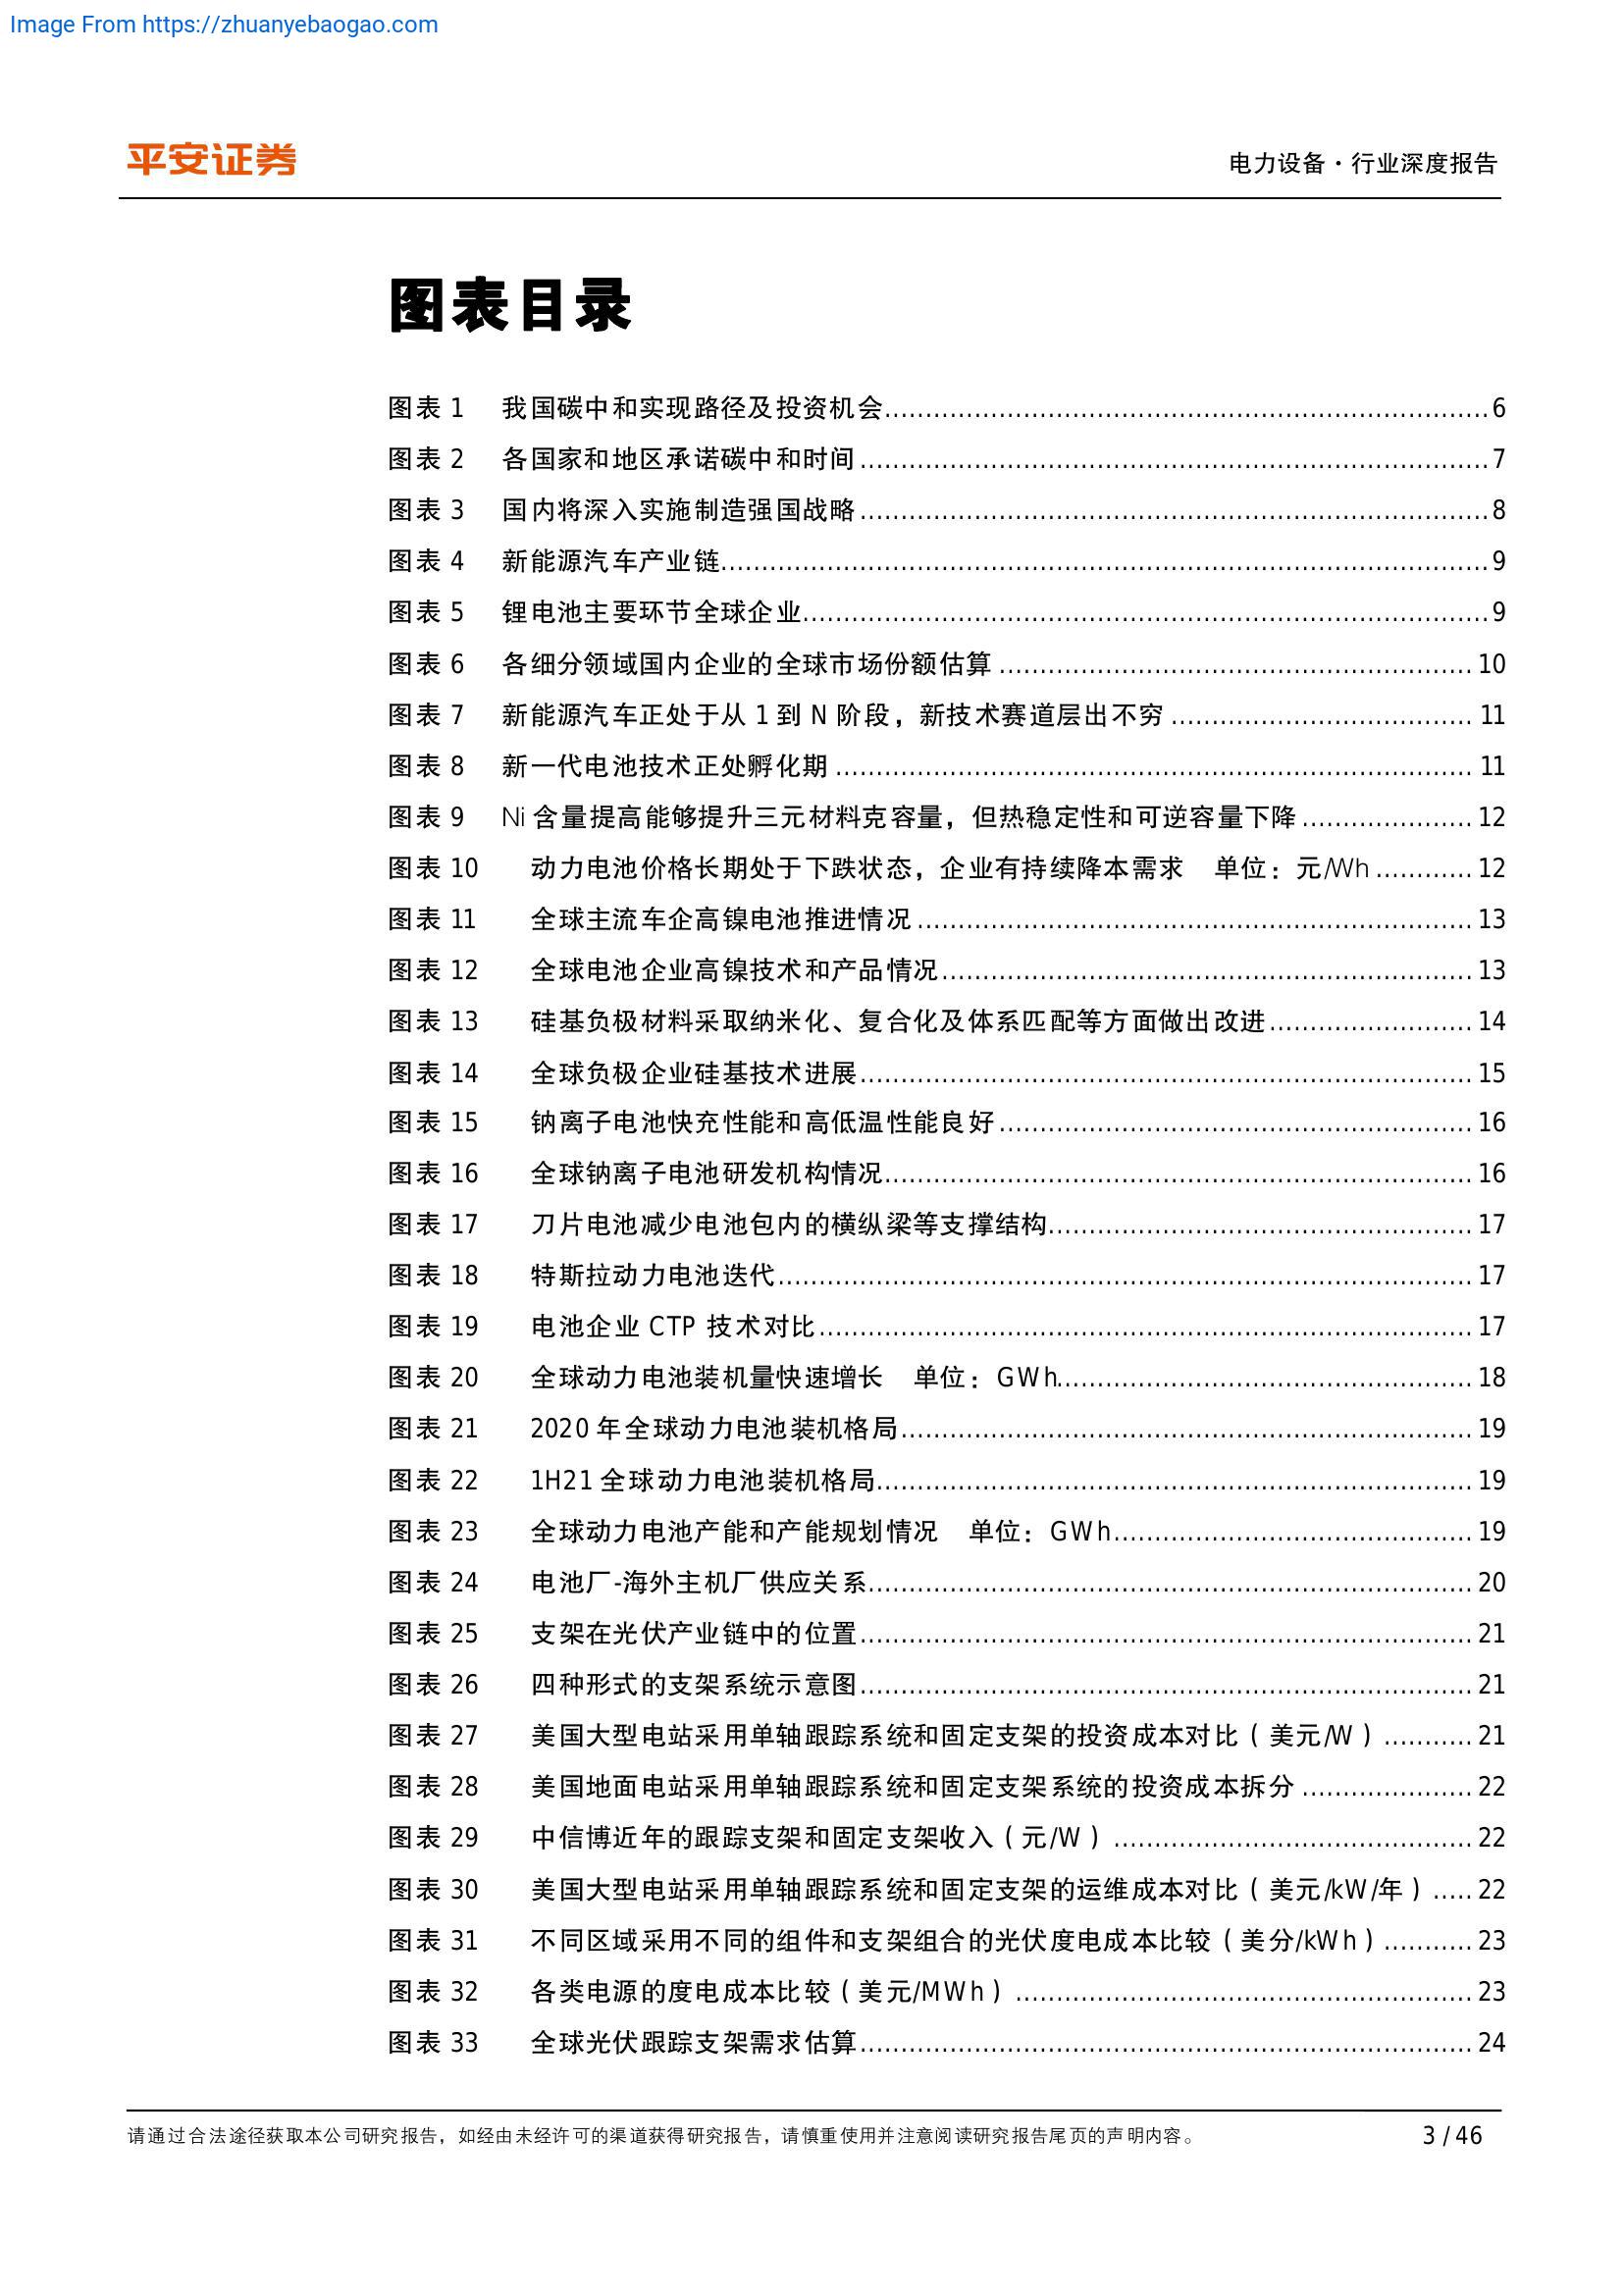 Image From https://zhuanyebaogao.com
平安证券
电力设备·行业深度报告
图表目录
图表 1 我国碳中和实现路径及投资机会 6
图表 2 各国家和地区承诺碳中和时间 7
图表 3 国内将深入实施制造强国战略 8
图表 4 新能源汽车产业链 9
图表 5 锂电池主要环节全球企业 9
图表 6 各细分领域国内企业的全球市场份额估算 10
图表 7 新能源汽车正处于从 1 到 N 阶段，新技术赛道层出不穷 11
图表 8 新一代电池技术正处孵化期 11
图表 9 Ni 含量提高能够提升三元材料克容量，但热稳定性和可逆容量下降 12
图表 10 动力电池价格长期处于下跌状态，企业有持续降本需求 单位：元/Wh 12
图表 11 全球主流车企高镍电池推进情况 13
图表 12 全球电池企业高镍技术和产品情况 13
图表 13 硅基负极材料采取纳米化、复合化及体系匹配等方面做出改进 14
图表 14 全球负极企业硅基技术进展 15
图表 15 钠离子电池快充性能和高低温性能良好 16
图表 16 全球钠离子电池研发机构情况 16
图表 17 刀片电池减少电池包内的横纵梁等支撑结构 17
图表 18 特斯拉动力电池迭代 17
图表 19 电池企业 CTP 技术对比 17
图表 20 全球动力电池装机量快速增长 单位：GWh 18
图表 21 2020 年全球动力电池装机格局 19
图表 22 1H21 全球动力电池装机格局 19
图表 23 全球动力电池产能和产能规划情况 单位：GWh 19
图表 24 电池厂-海外主机厂供应关系 20
图表 25 支架在光伏产业链中的位置 21
图表 26 四种形式的支架系统示意图 21
图表 27 美国大型电站采用单轴跟踪系统和固定支架的投资成本对比（美元/W） 21
图表 28 美国地面电站采用单轴跟踪系统和固定支架系统的投资成本拆分 22
图表 29 中信博近年的跟踪支架和固定支架收入（元/W） 22
图表 30 美国大型电站采用单轴跟踪系统和固定支架的运维成本对比（美元/kW/年） 22
图表 31 不同区域采用不同的组件和支架组合的光伏度电成本比较（美分/kWh） 23
图表 32 各类电源的度电成本比较（美元/MWh） 23
图表 33 全球光伏跟踪支架需求估算 24
请通过合法途径获取本公司研究报告，如经由未经许可的渠道获得研究报告，请慎重使用并注意阅读研究报告尾页的声明内容。
3 / 46